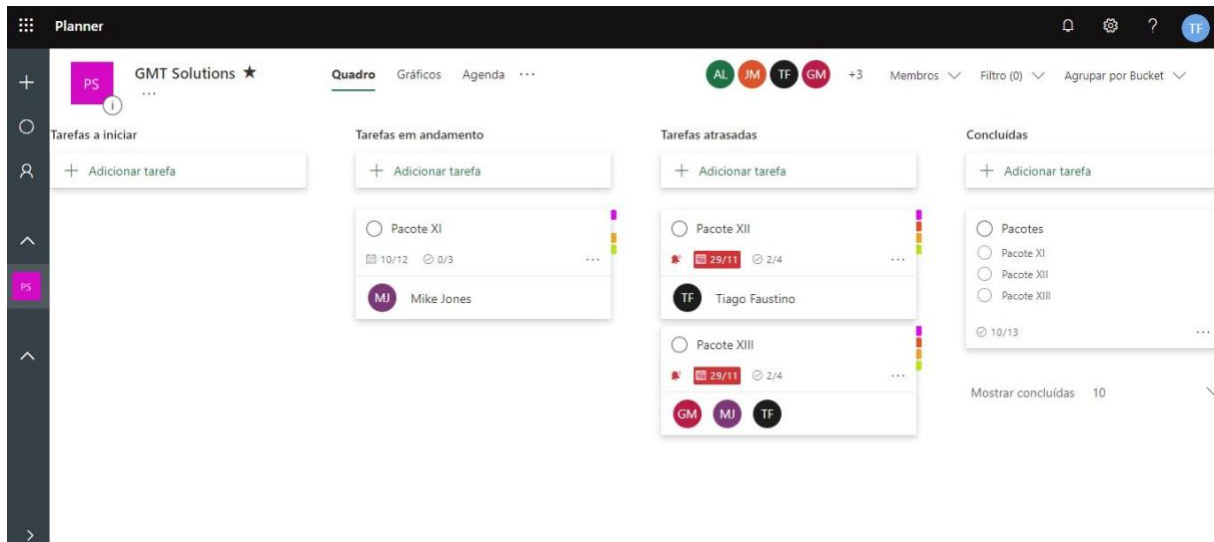 Planner
TF
PS
GMT Solutions ★
...
Quadro Gráficos Agenda ...
AL JM TF GM +3 Membros Filtro (0) Agrupar por Bucket
Tarefas a iniciar
+ Adicionar tarefa
Tarefas em andamento
+ Adicionar tarefa
Pacote XI
10/12 0/3 ...
MJ Mike Jones
Tarefas atrasadas
+ Adicionar tarefa
Pacote XII
29/11 2/4 ...
TF Tiago Faustino
Pacote XIII
29/11 2/4 ...
GM MJ TF
Concluídas
+ Adicionar tarefa
Pacotes
Pacote XI
Pacote XII
Pacote XIII
10/13 ...
Mostrar concluídas 10
PS